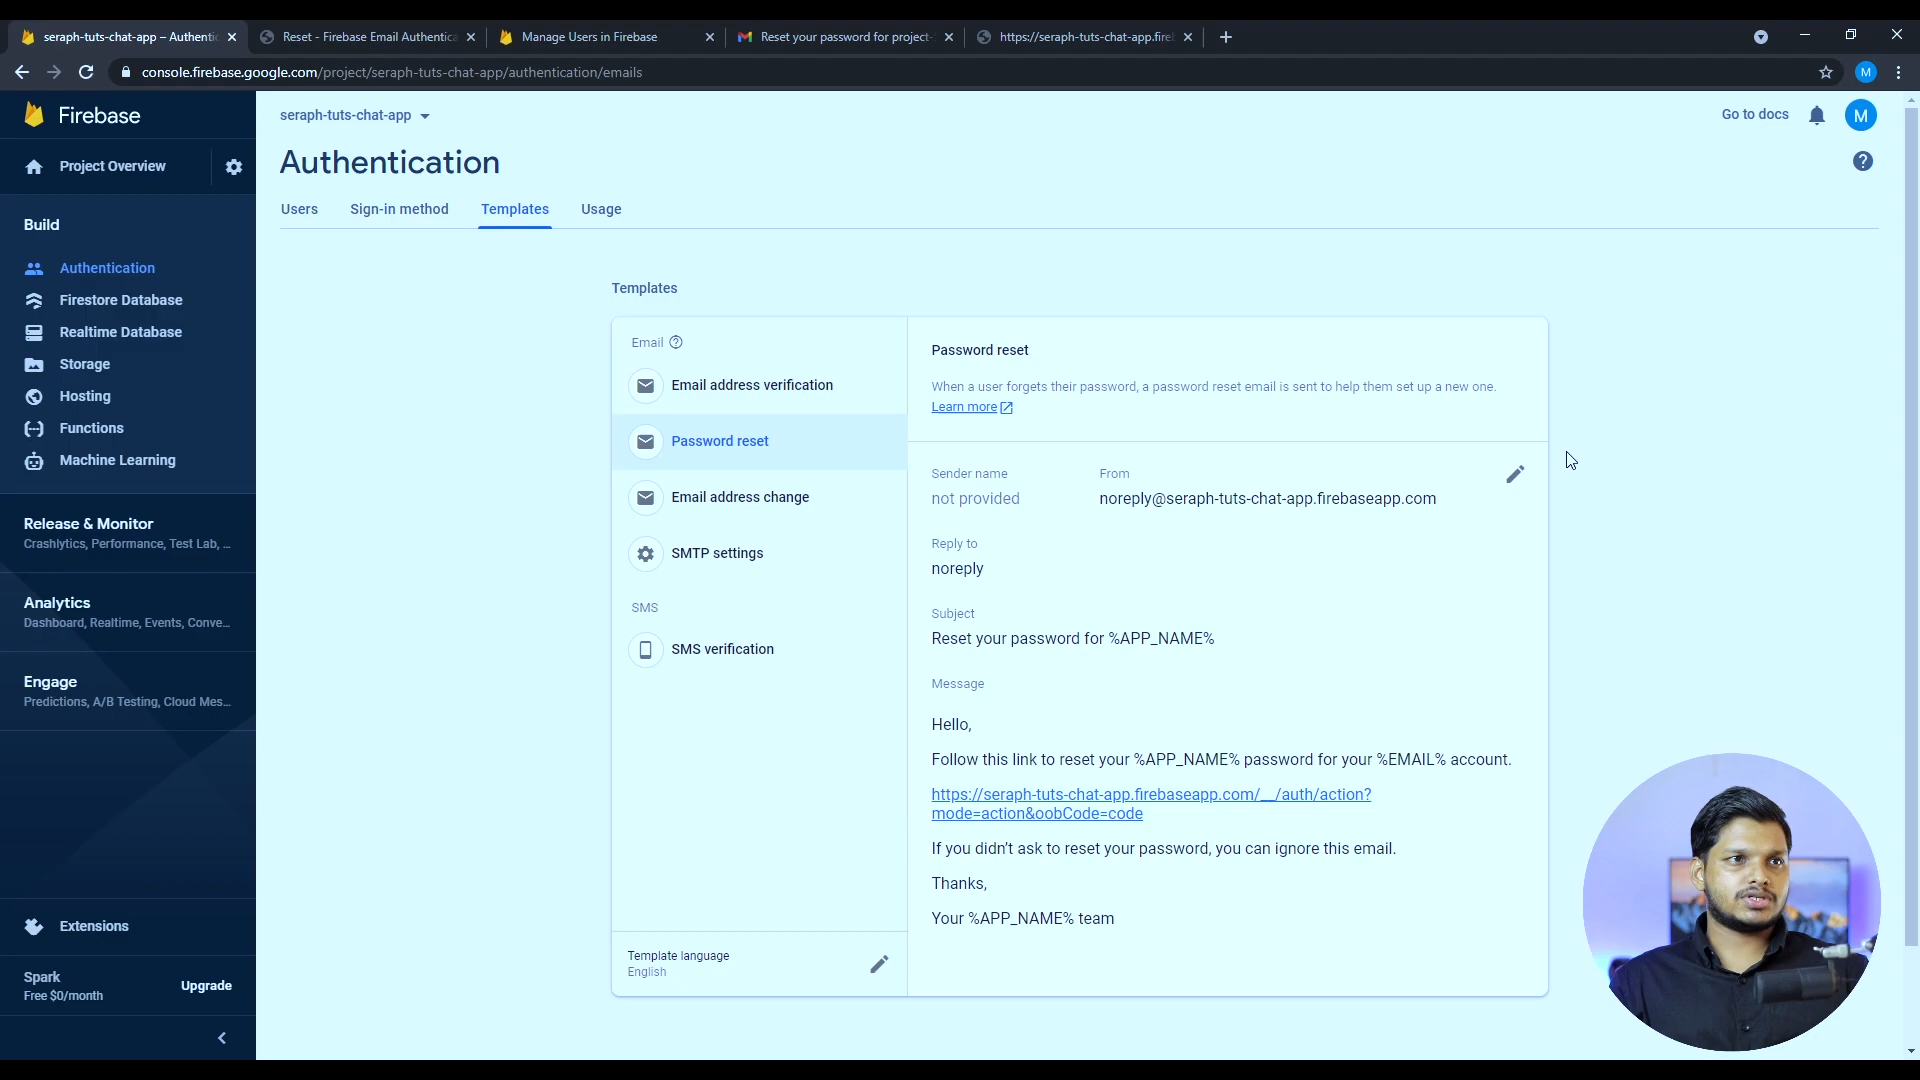 seraph-tuts-chat-app – Authentic
Reset - Firebase Email Authentica
Manage Users in Firebase
Reset your password for project-
https://seraph-tuts-chat-app.fire
console.firebase.google.com/project/seraph-tuts-chat-app/authentication/emails
M
Firebase
seraph-tuts-chat-app
Go to docs
M
Project Overview
Authentication
Users
Sign-in method
Templates
Usage
Build
Authentication
Firestore Database
Realtime Database
Storage
Hosting
Functions
Machine Learning
Release & Monitor
Crashlytics, Performance, Test Lab, ...
Analytics
Dashboard, Realtime, Events, Conve...
Engage
Predictions, A/B Testing, Cloud Mes...
Extensions
Spark
Free $0/month
Upgrade
Templates
Email
Email address verification
Password reset
Email address change
SMTP settings
SMS
SMS verification
Template language
English
Password reset
When a user forgets their password, a password reset email is sent to help them set up a new one.
Learn more
Sender name
not provided
From
noreply@seraph-tuts-chat-app.firebaseapp.com
Reply to
noreply
Subject
Reset your password for %APP_NAME%
Message
Hello,
Follow this link to reset your %APP_NAME% password for your %EMAIL% account.
https://seraph-tuts-chat-app.firebaseapp.com/__/auth/action?
mode=action&oobCode=code
If you didn't ask to reset your password, you can ignore this email.
Thanks,
Your %APP_NAME% team